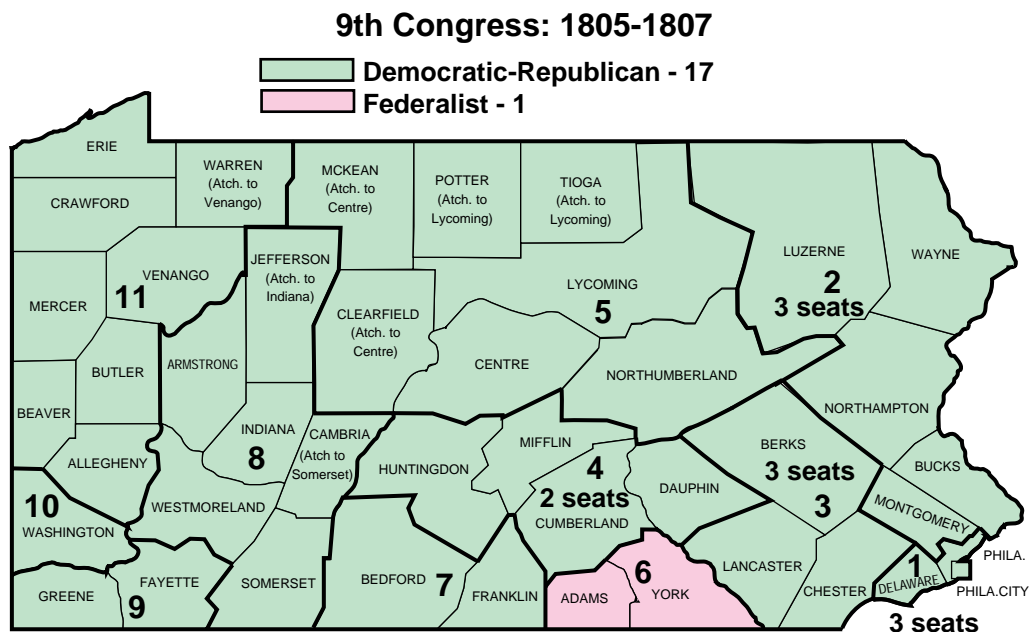 9th Congress: 1805-1807
Democratic-Republican - 17
Federalist - 1
ERIE
WARREN
(Atch. to
Venango)
MCKEAN
(Atch. to
Centre)
POTTER
(Atch. to
Lycoming)
TIOGA
(Atch. to
Lycoming)
CRAWFORD
LUZERNE
2
3 seats
WAYNE
JEFFERSON
(Atch. to
Indiana)
VENANGO
11
MERCER
LYCOMING
5
CLEARFIELD
(Atch. to
Centre)
CENTRE
ARMSTRONG
BUTLER
NORTHUMBERLAND
BEAVER
NORTHAMPTON
INDIANA
8
CAMBRIA
(Atch to
Somerset)
MIFFLIN
4
2 seats
CUMBERLAND
BERKS
3 seats
3
ALLEGHENY
HUNTINGDON
BUCKS
DAUPHIN
10
WASHINGTON
WESTMORELAND
MONTGOMERY
PHILA.
LANCASTER
6
YORK
ADAMS
1
DELAWARE
3 seats
PHILA.CITY
CHESTER
FAYETTE
9
SOMERSET
BEDFORD
7
FRANKLIN
GREENE